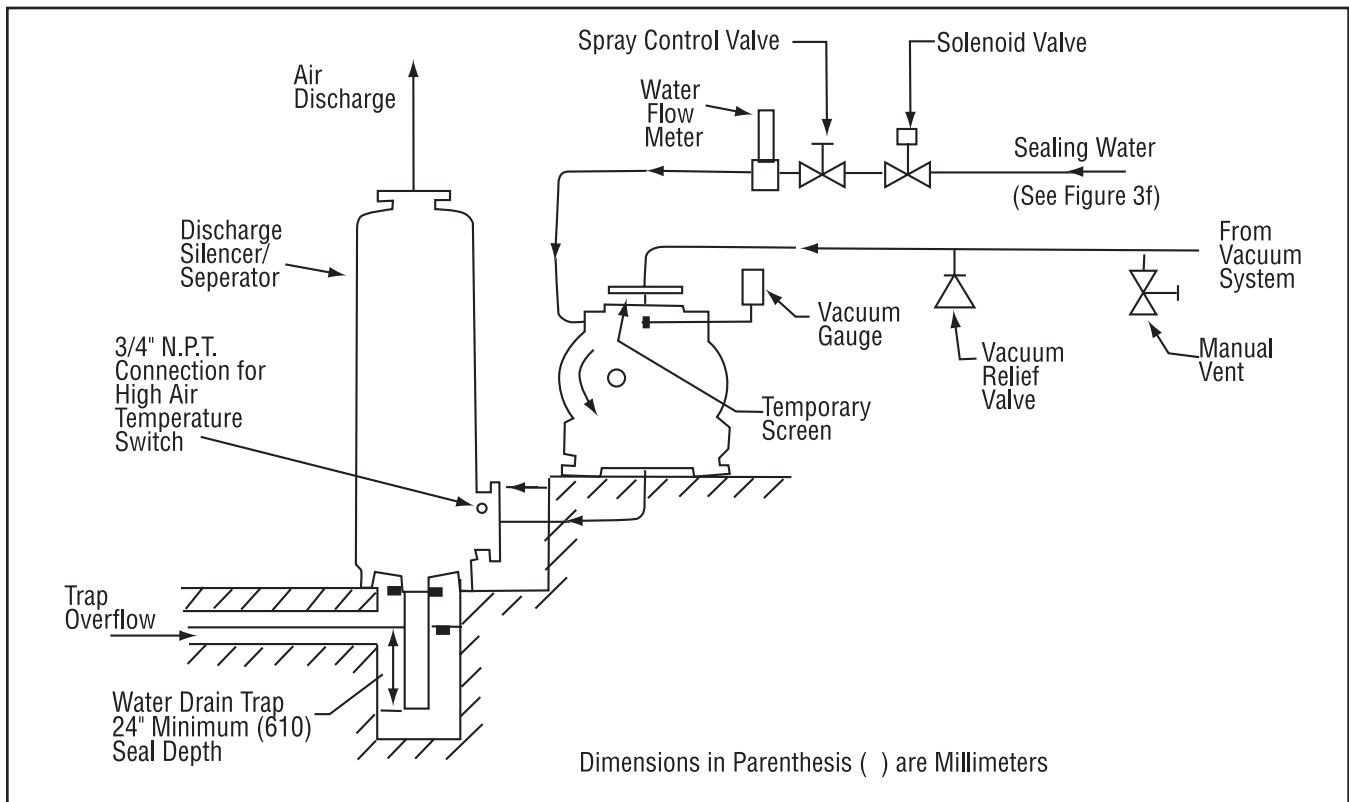 Spray Control Valve
Solenoid Valve
Air
Discharge
Water
Flow
Meter
Sealing Water
(See Figure 3f)
Discharge
Silencer/
Seperator
From
Vacuum
System
Vacuum
Gauge
3/4" N.P.T.
Connection for
High Air
Temperature
Switch
Vacuum
Relief
Valve
Manual
Vent
Temporary
Screen
Trap
Overflow
Water Drain Trap
24" Minimum (610)
Seal Depth
Dimensions in Parenthesis ( ) are Millimeters